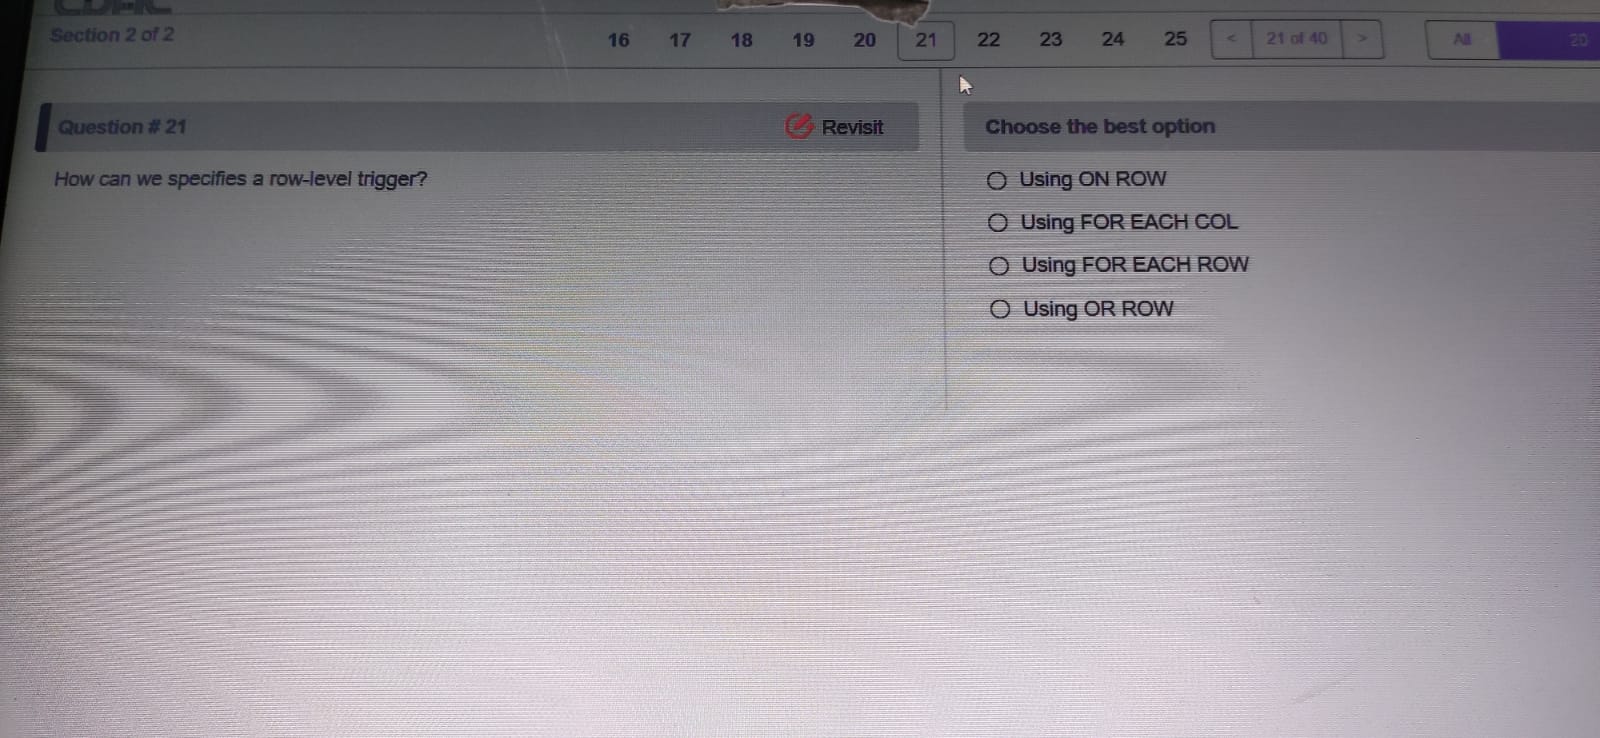 CDAC
Section 2 of 2
16 17 18 19 20 21 22 23 24 25 < 21 of 40 > All 20
Question # 21
Revisit
How can we specifies a row-level trigger?
Choose the best option
Using ON ROW
Using FOR EACH COL
Using FOR EACH ROW
Using OR ROW